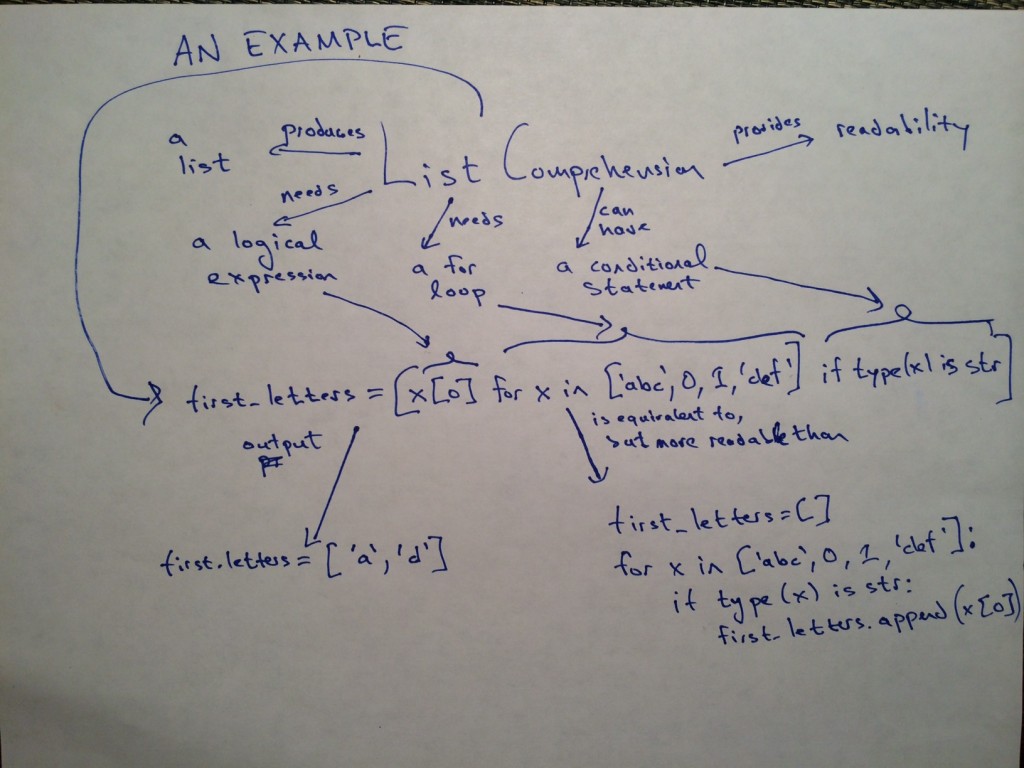 AN EXAMPLE
a
list
produces
List Comprehension
provides
readability
needs
a logical
expression
needs
a for
loop
can
have
a conditional
statement
first_letters = [x[0] for x in ['abc', 0, 1, 'def'] if type(x) is str]
output
is equivalent to,
but more readable than
first.letters = ['a', 'd']
first_letters = []
for x in ['abc', 0, 1, 'def']:
if type(x) is str:
first_letters.append(x[0])